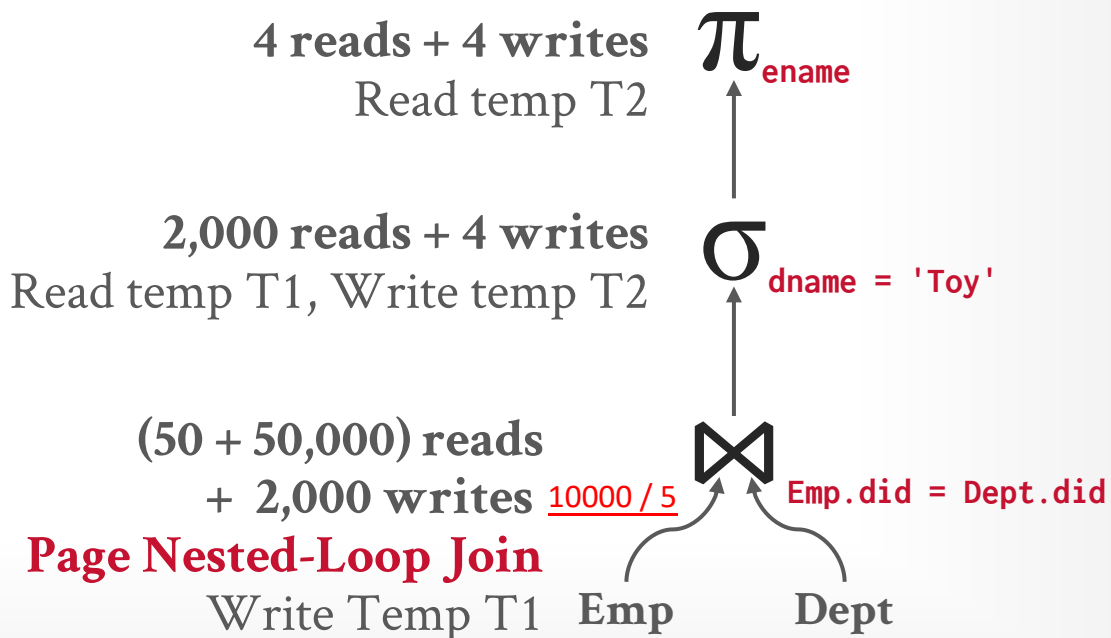 4 reads + 4 writes
π ename
Read temp T2
2,000 reads + 4 writes
σ dname = 'Toy'
Read temp T1, Write temp T2
(50 + 50,000) reads
+ 2,000 writes 10000 / 5
⋈ Emp.did = Dept.did
Page Nested-Loop Join
Write Temp T1
Emp
Dept